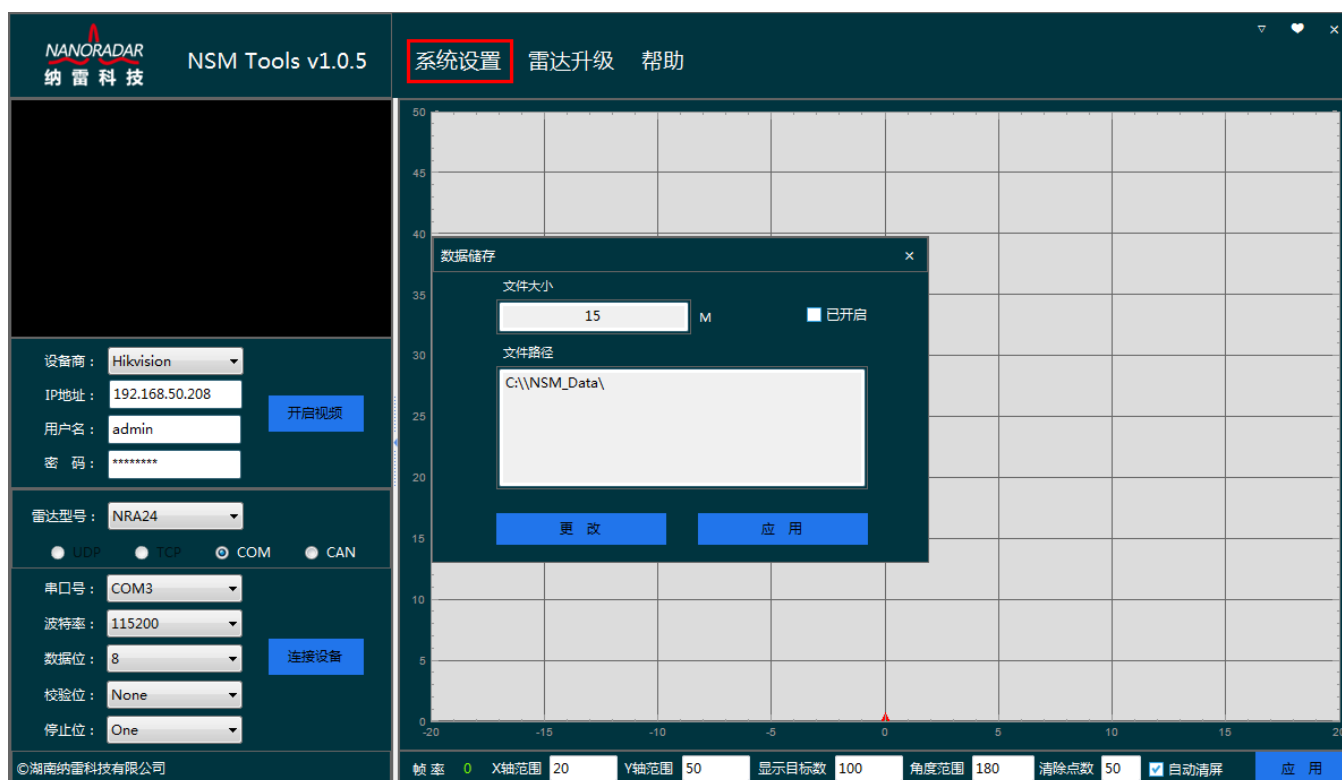 NANORADAR
纳雷科技
NSM Tools v1.0.5
系统设置 雷达升级 帮助
设备商： Hikvision
IP地址： 192.168.50.208
开启视频
用户名： admin
密 码： ********
雷达型号： NRA24
UDP TCP COM CAN
串口号： COM3
波特率： 115200
数据位： 8
连接设备
校验位： None
停止位： One
©湖南纳雷科技有限公司
50
45
40
35
30
25
20
15
10
5
0
-20 -15 -10 -5 0 5 10 15 20
数据储存
文件大小
15 M 已开启
文件路径
C:\\NSM_Data\
更 改 应 用
帧 率 0 X轴范围 20 Y轴范围 50 显示目标数 100 角度范围 180 清除点数 50 自动清屏 应 用